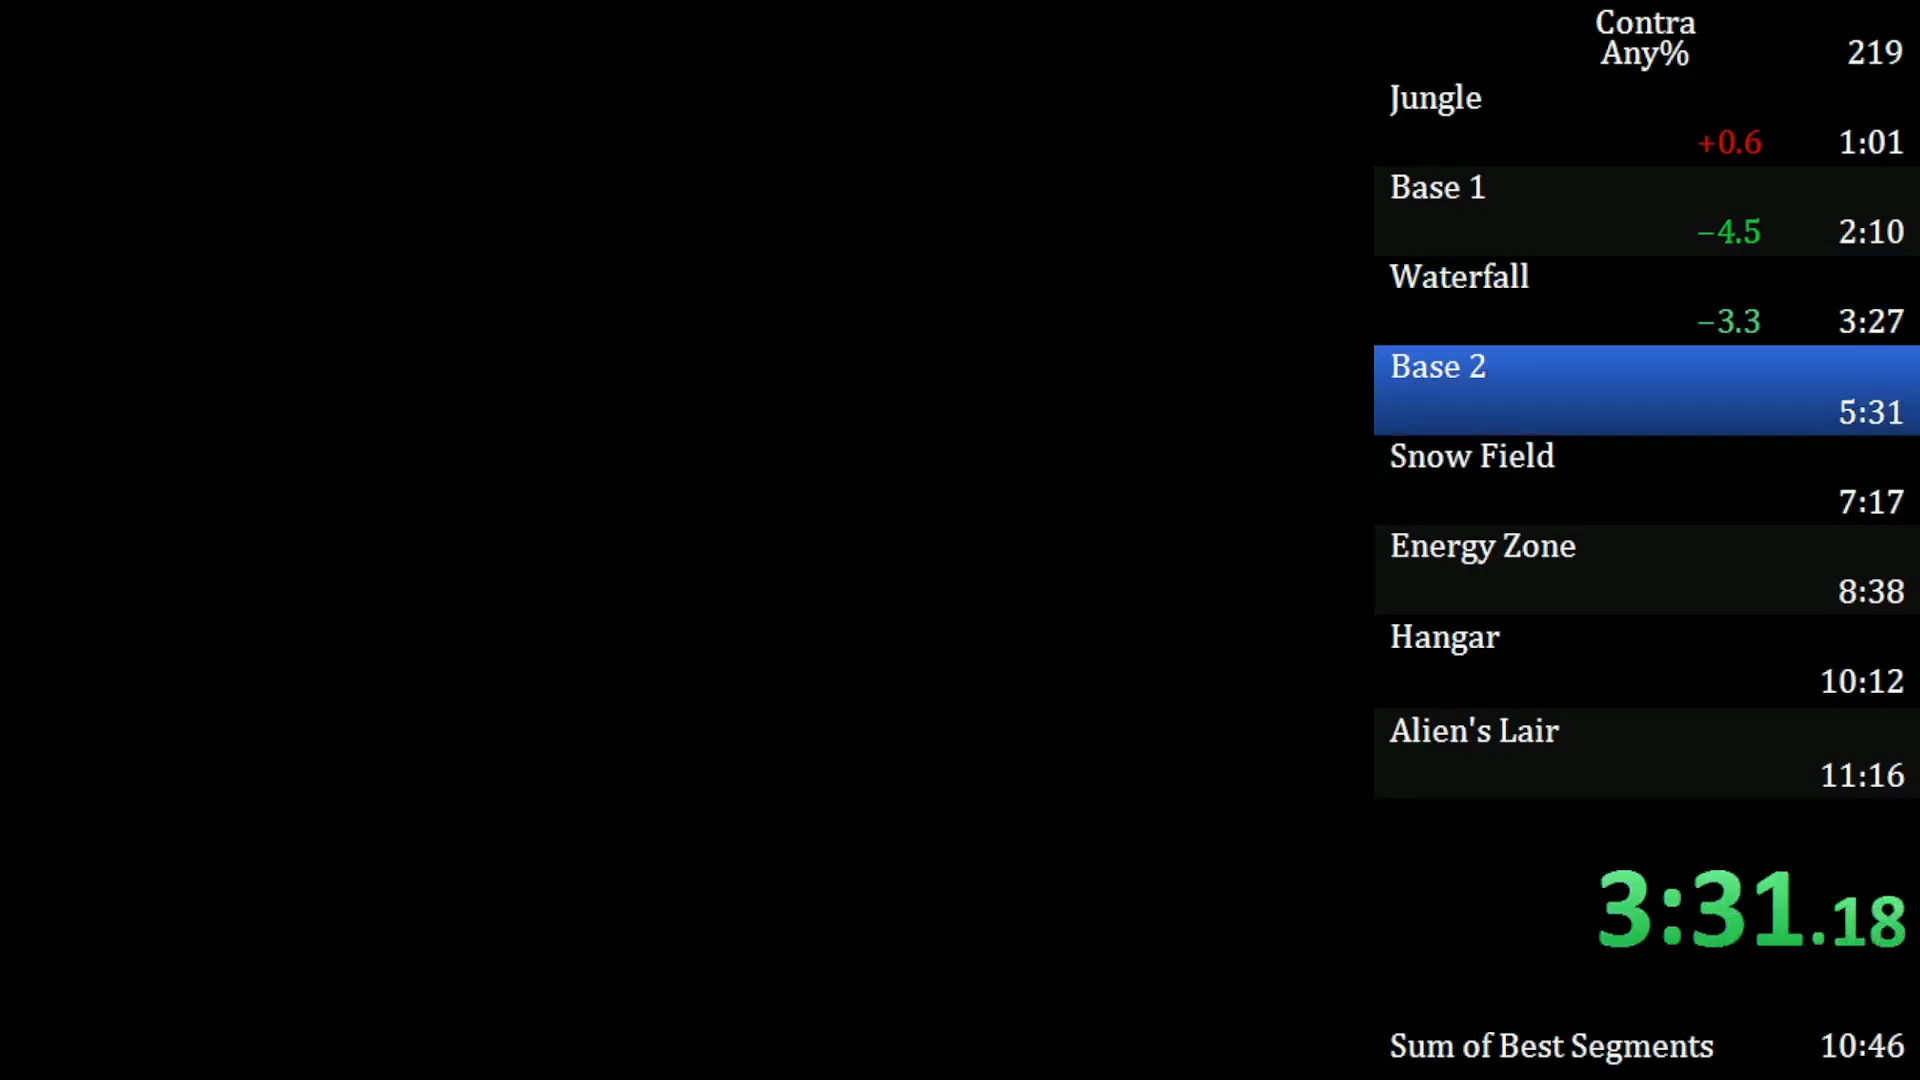 Contra
Any% 219
Jungle
+0.6 1:01
Base 1
−4.5 2:10
Waterfall
−3.3 3:27
Base 2
5:31
Snow Field
7:17
Energy Zone
8:38
Hangar
10:12
Alien's Lair
11:16
3:31.18
Sum of Best Segments 10:46